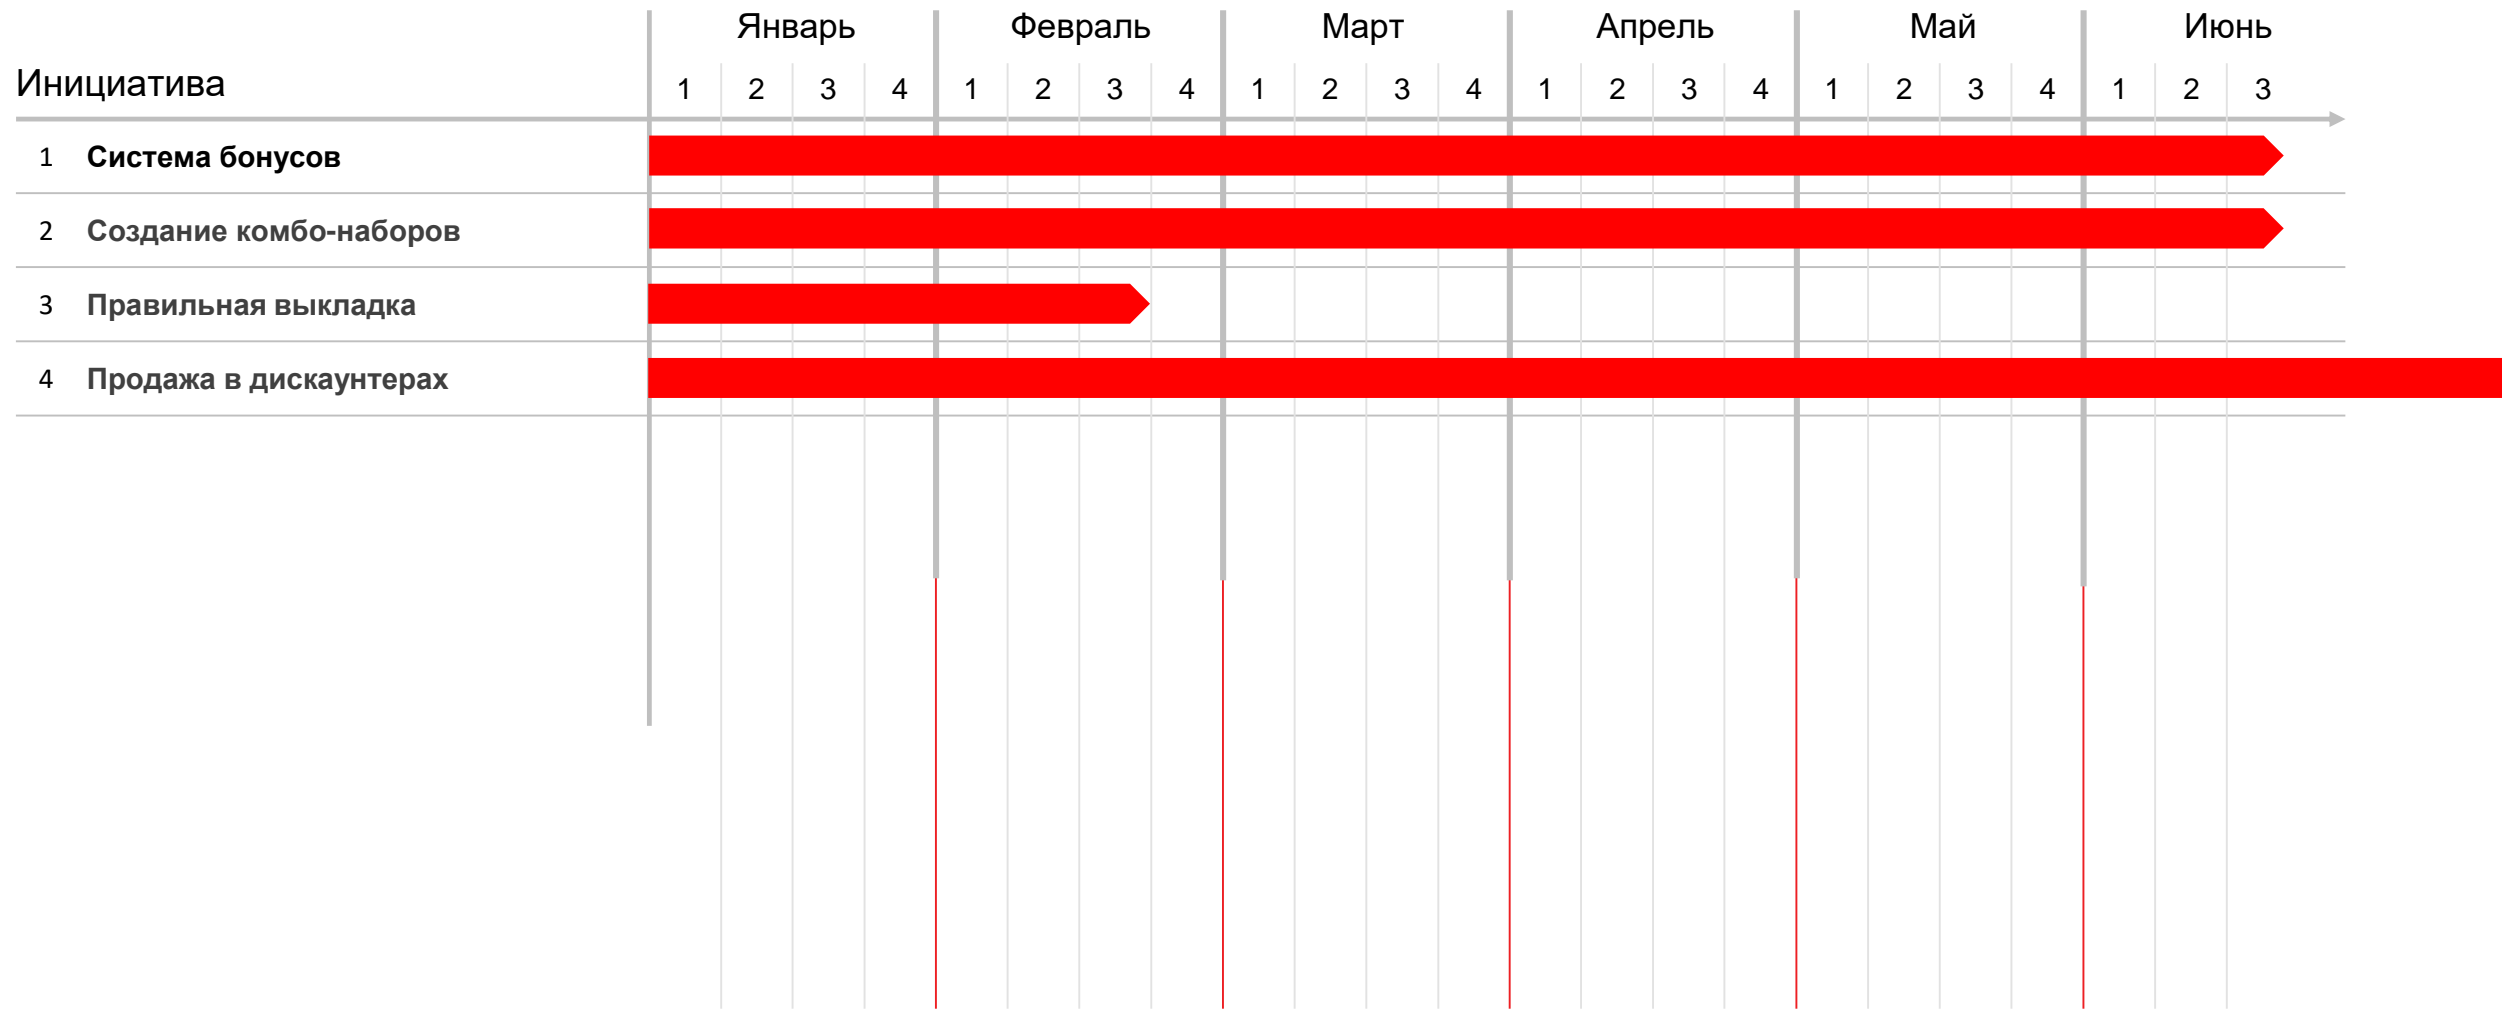 Январь Февраль Март Апрель Май Июнь
Инициатива 1 2 3 4 1 2 3 4 1 2 3 4 1 2 3 4 1 2 3 4 1 2 3
1 Система бонусов
2 Создание комбо-наборов
3 Правильная выкладка
4 Продажа в дискаунтерах